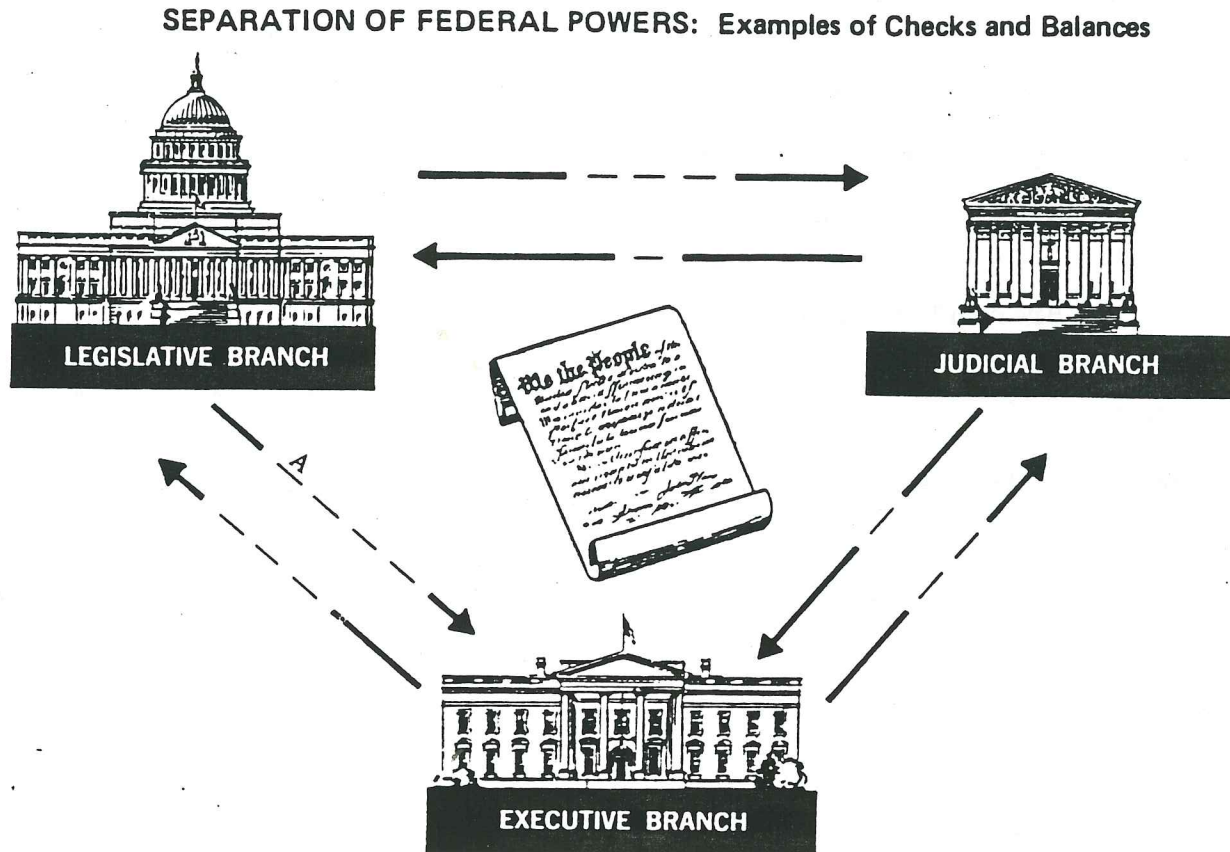 SEPARATION OF FEDERAL POWERS: Examples of Checks and Balances
LEGISLATIVE BRANCH
JUDICIAL BRANCH
We the People
A
EXECUTIVE BRANCH